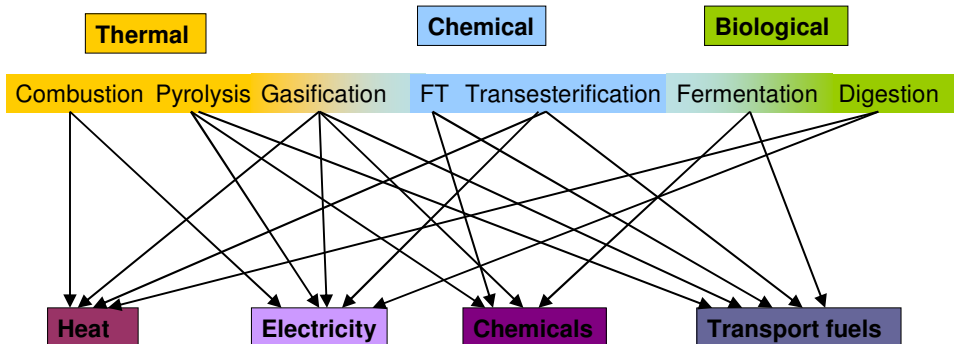 Thermal Chemical Biological
Combustion Pyrolysis Gasification FT Transesterification Fermentation Digestion
Heat Electricity Chemicals Transport fuels